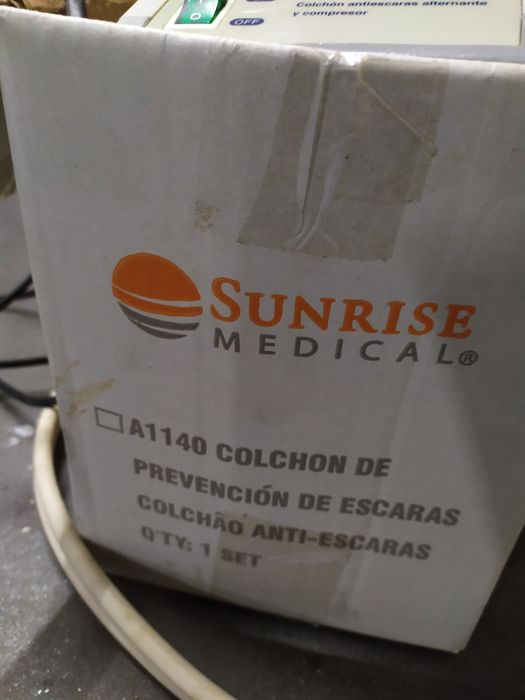 Colchón antiescaras alternante
y compresor
OFF
SUNRISE
MEDICAL®
A1140 COLCHON DE
PREVENCIÓN DE ESCARAS
COLCHÃO ANTI-ESCARAS
Q'TY: 1 SET